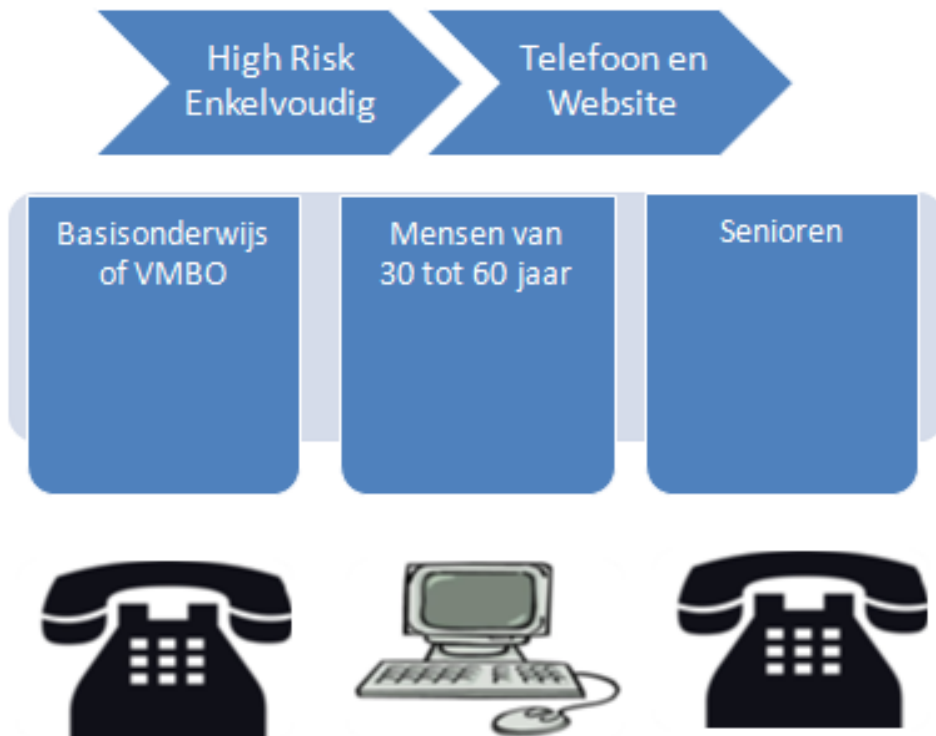 High Risk
Enkelvoudig
Telefoon en
Website
Basisonderwijs
of VMBO
Mensen van
30 tot 60 jaar
Senioren